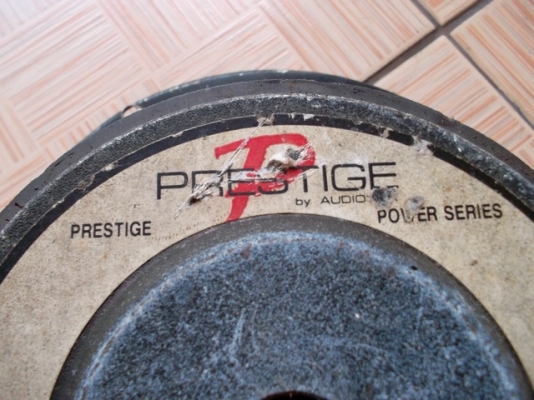 P
PRESTIGE
by AUDIO
PRESTIGE
POWER SERIES